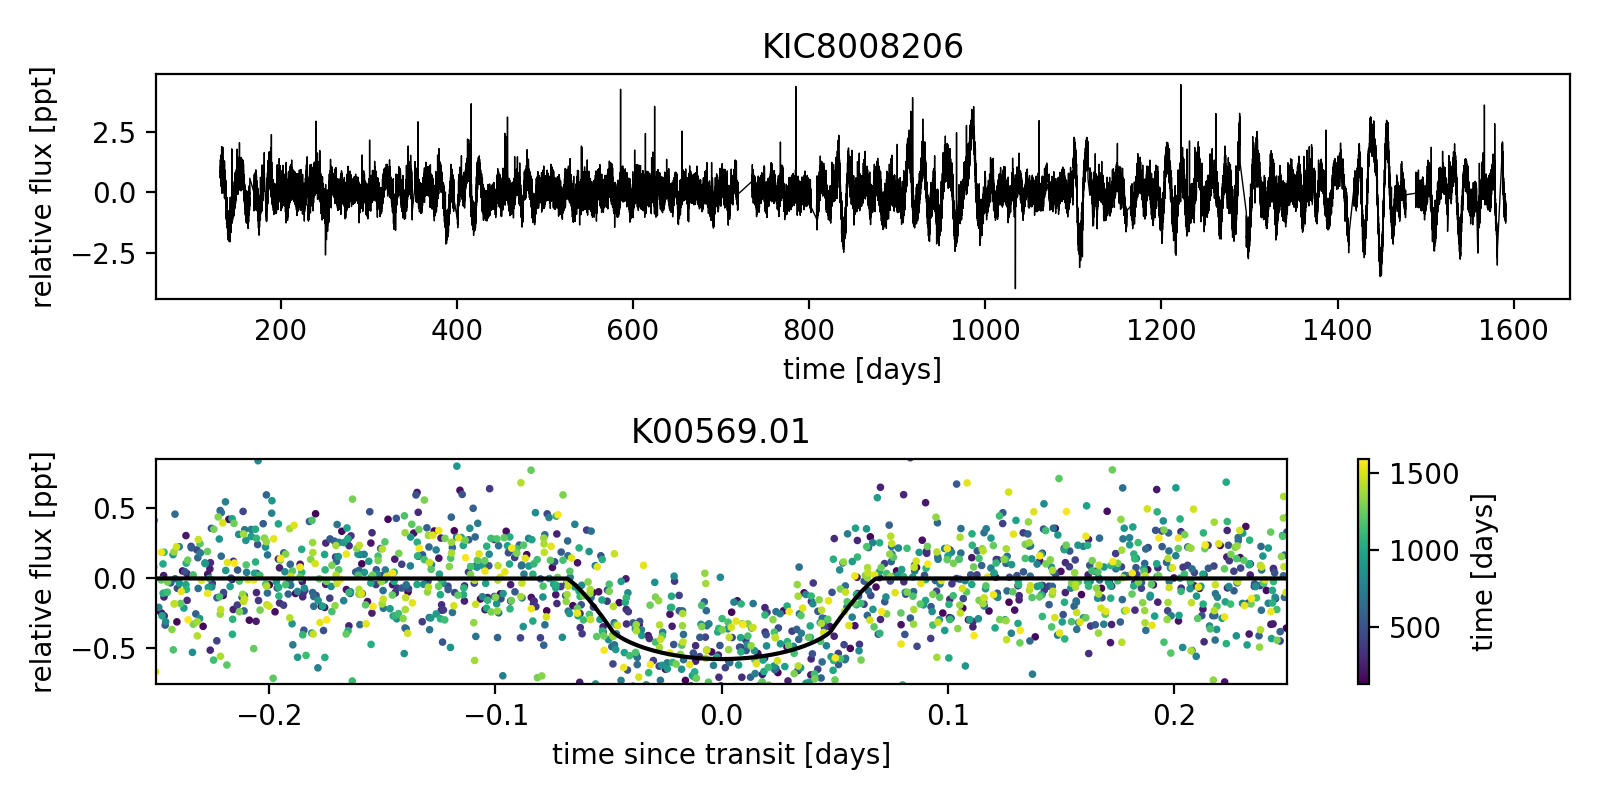 KIC8008206
relative flux [ppt]
2.5
0.0
−2.5
200 400 600 800 1000 1200 1400 1600
time [days]
K00569.01
relative flux [ppt]
0.5
0.0
−0.5
−0.2 −0.1 0.0 0.1 0.2
time since transit [days]
1500
1000
500
time [days]